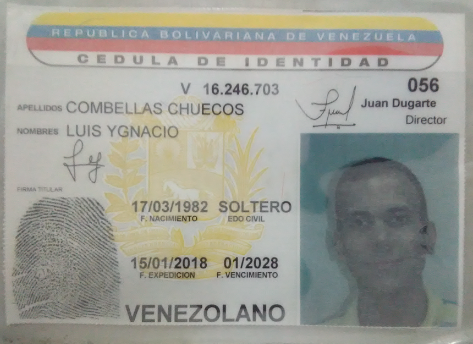 REPUBLICA BOLIVARIANA DE VENEZUELA
CEDULA DE IDENTIDAD
V 16.246.703
056
APELLIDOS COMBELLAS CHUECOS
Juan Dugarte
Director
NOMBRES LUIS YGNACIO
FIRMA TITULAR
17/03/1982 SOLTERO
F. NACIMIENTO EDO CIVIL
15/01/2018 01/2028
F. EXPEDICION F. VENCIMIENTO
VENEZOLANO